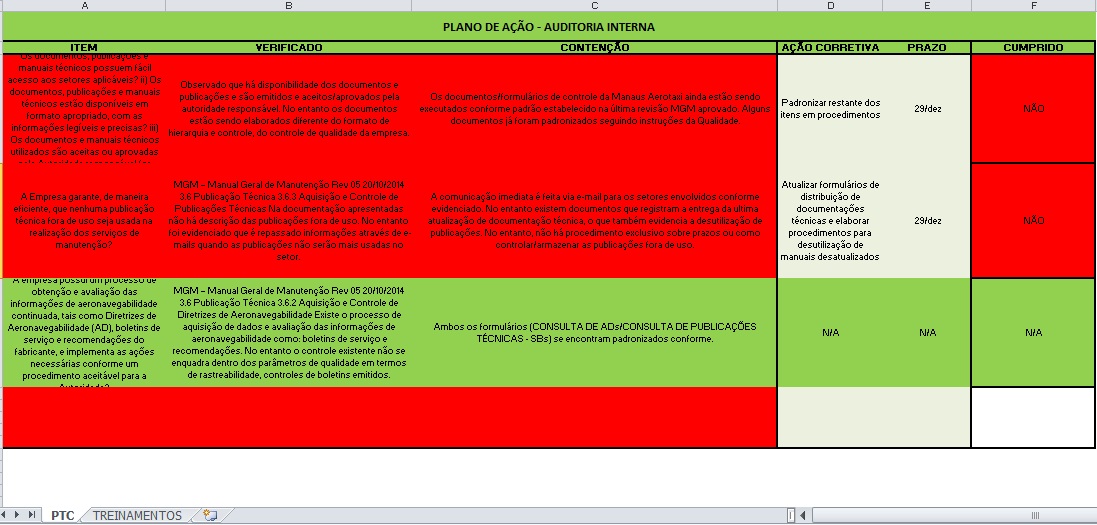 A B C D E F
PLANO DE AÇÃO - AUDITORIA INTERNA
ITEM VERIFICADO CONTENÇÃO AÇÃO CORRETIVA PRAZO CUMPRIDO
Os documentos, publicações e
manuais técnicos possuem fácil
acesso aos setores aplicáveis? ii) Os
documentos, publicações e manuais
técnicos estão disponíveis em
formato apropriado, com as
informações legíveis e precisas? iii)
Os documentos e manuais técnicos
utilizados são aceitas ou aprovadas
Observado que há disponibilidade dos documentos e
publicações e são emitidos e aceitos/aprovados pela
autoridade responsável. No entanto os documentos
estão sendo elaborados diferente do formato de
hierarquia e controle, do controle de qualidade da empresa.
Os documentos/formulários de controle da Manaus Aerotaxi ainda estão sendo
executados conforme padrão estabelecido na última revisão MGM aprovado. Alguns
documentos já foram padronizados seguindo instruções da Qualidade.
Padronizar restante dos
itens em procedimentos
29/dez
NÃO
A Empresa garante, de maneira
eficiente, que nenhuma publicação
técnica fora de uso seja usada na
realização dos serviços de
manutenção?
MGM – Manual Geral de Manutenção Rev 05 20/10/2014
3.6 Publicação Técnica 3.6.3 Aquisição e Controle de
Publicações Técnicas Na documentação apresentadas
não há descrição das publicações fora de uso. No entanto
foi evidenciado que é repassado informações através de e-
mails quando as publicações não serão mais usadas no
setor.
A comunicação imediata é feita via e-mail para os setores envolvidos conforme
evidenciado. No entanto existem documentos que registram a entrega da ultima
atualização de documentação técnica, o que também evidencia a desutilização de
publicações. No entanto, não há procedimento exclusivo sobre prazos ou como
controlar/armazenar as publicações fora de uso.
Atualizar formulários de
distribuição de
documentações
técnicas e elaborar
procedimentos para
desutilização de
manuais desatualizados
29/dez
NÃO
A empresa possui um processo de
obtenção e avaliação das
informações de aeronavegabilidade
continuada, tais como Diretrizes de
Aeronavegabilidade (AD), boletins de
serviço e recomendações do
fabricante, e implementa as ações
necessárias conforme um
procedimento aceitável para a
Autoridade?
MGM – Manual Geral de Manutenção Rev 05 20/10/2014
3.6 Publicação Técnica 3.6.2 Aquisição e Controle de
Diretrizes de Aeronavegabilidade Existe o processo de
aquisição de dados e avaliação das informações de
aeronavegabilidade como: boletins de serviço e
recomendações. No entanto o controle existente não se
enquadra dentro dos parâmetros de qualidade em termos
de rastreabilidade, controles de boletins emitidos.
Ambos os formulários (CONSULTA DE ADs/CONSULTA DE PUBLICAÇÕES
TÉCNICAS - SBs) se encontram padronizados conforme.
N/A
N/A
N/A
PTC TREINAMENTOS